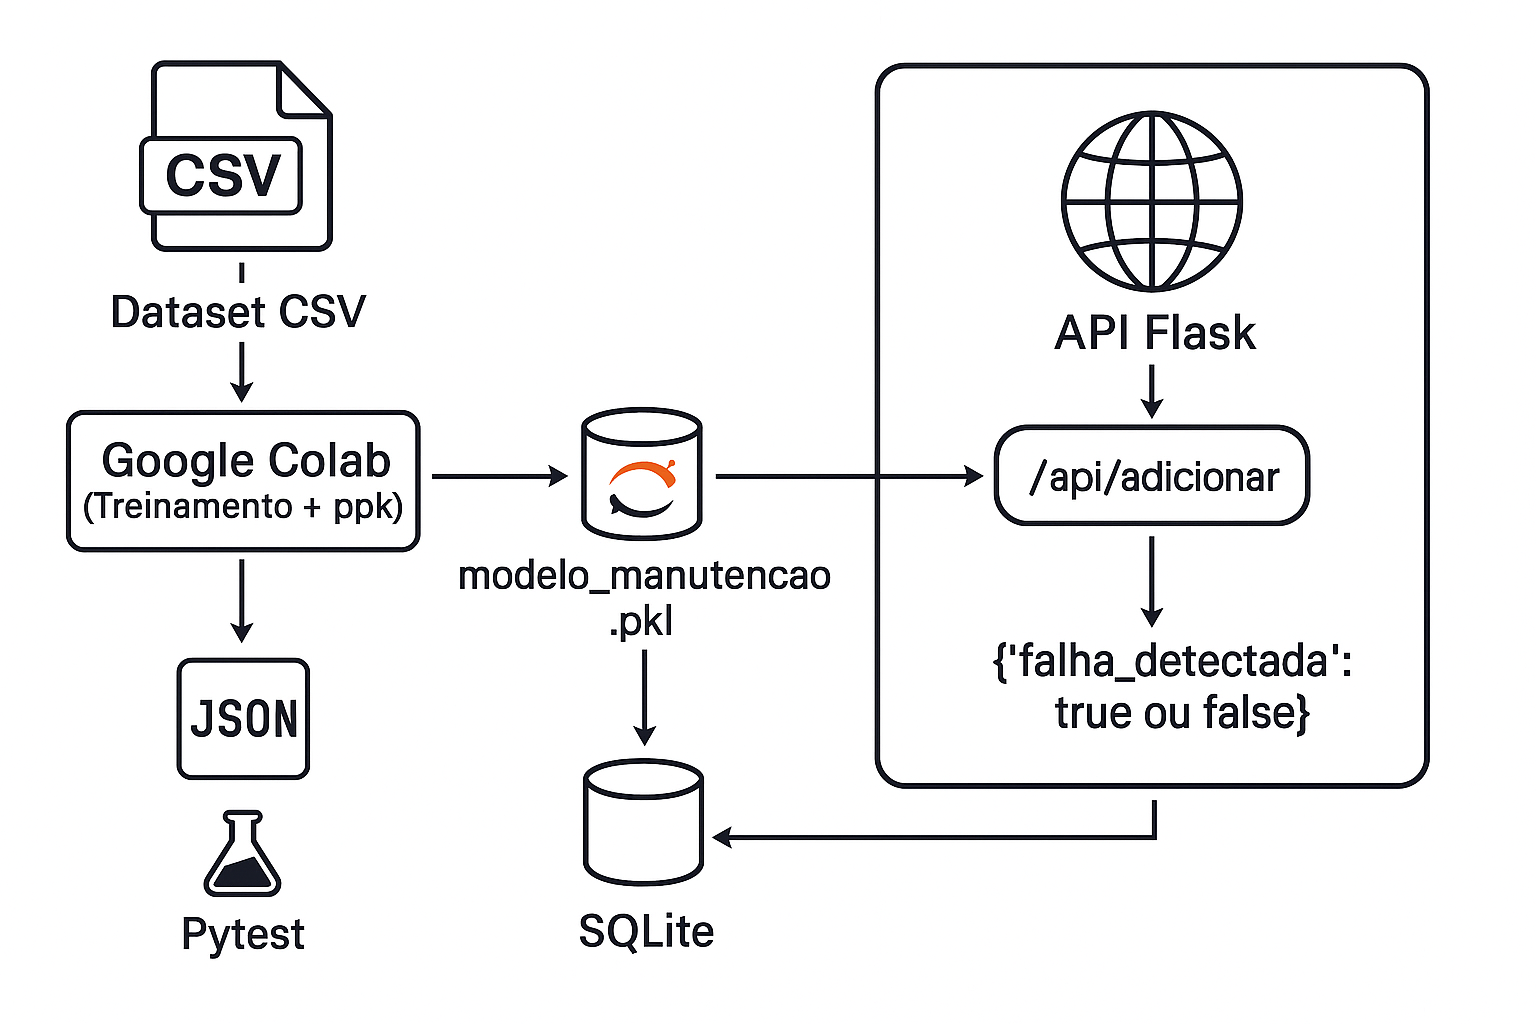 CSV
Dataset CSV
Google Colab
(Treinamento + ppk)
JSON
Pytest
modelo_manutencao
.pkl
SQLite
API Flask
/api/adicionar
{'falha_detectada':
true ou false}